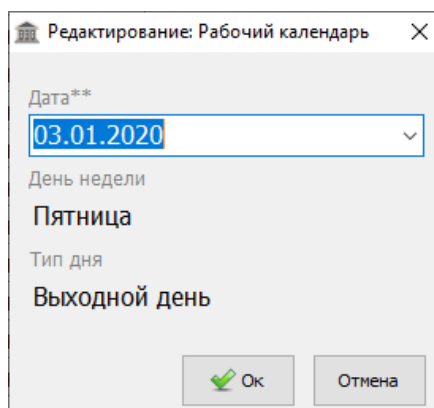 Редактирование: Рабочий календарь
Дата**
03.01.2020
День недели
Пятница
Тип дня
Выходной день
Ок Отмена